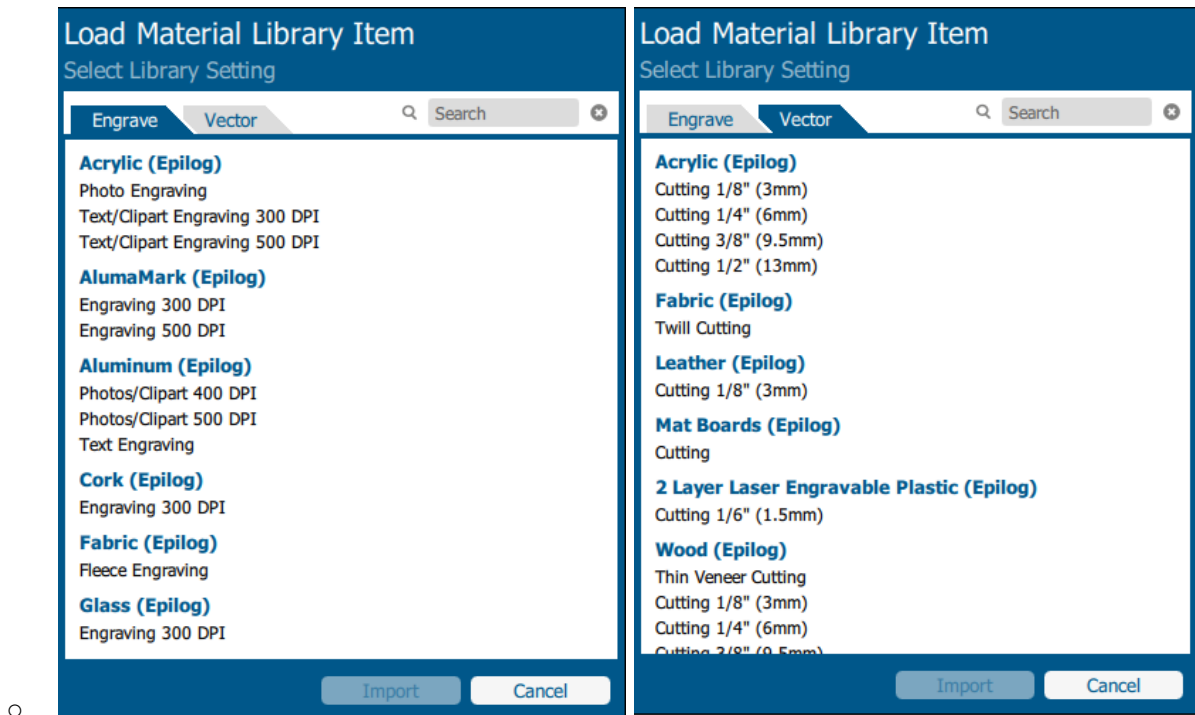 Load Material Library Item
Select Library Setting
Engrave
Vector
Search
Acrylic (Epilog)
Photo Engraving
Text/Clipart Engraving 300 DPI
Text/Clipart Engraving 500 DPI
AlumaMark (Epilog)
Engraving 300 DPI
Engraving 500 DPI
Aluminum (Epilog)
Photos/Clipart 400 DPI
Photos/Clipart 500 DPI
Text Engraving
Cork (Epilog)
Engraving 300 DPI
Fabric (Epilog)
Fleece Engraving
Glass (Epilog)
Engraving 300 DPI
Import
Cancel
Load Material Library Item
Select Library Setting
Engrave
Vector
Search
Acrylic (Epilog)
Cutting 1/8" (3mm)
Cutting 1/4" (6mm)
Cutting 3/8" (9.5mm)
Cutting 1/2" (13mm)
Fabric (Epilog)
Twill Cutting
Leather (Epilog)
Cutting 1/8" (3mm)
Mat Boards (Epilog)
Cutting
2 Layer Laser Engravable Plastic (Epilog)
Cutting 1/6" (1.5mm)
Wood (Epilog)
Thin Veneer Cutting
Cutting 1/8" (3mm)
Cutting 1/4" (6mm)
Cutting 3/8" (9.5mm)
Import
Cancel